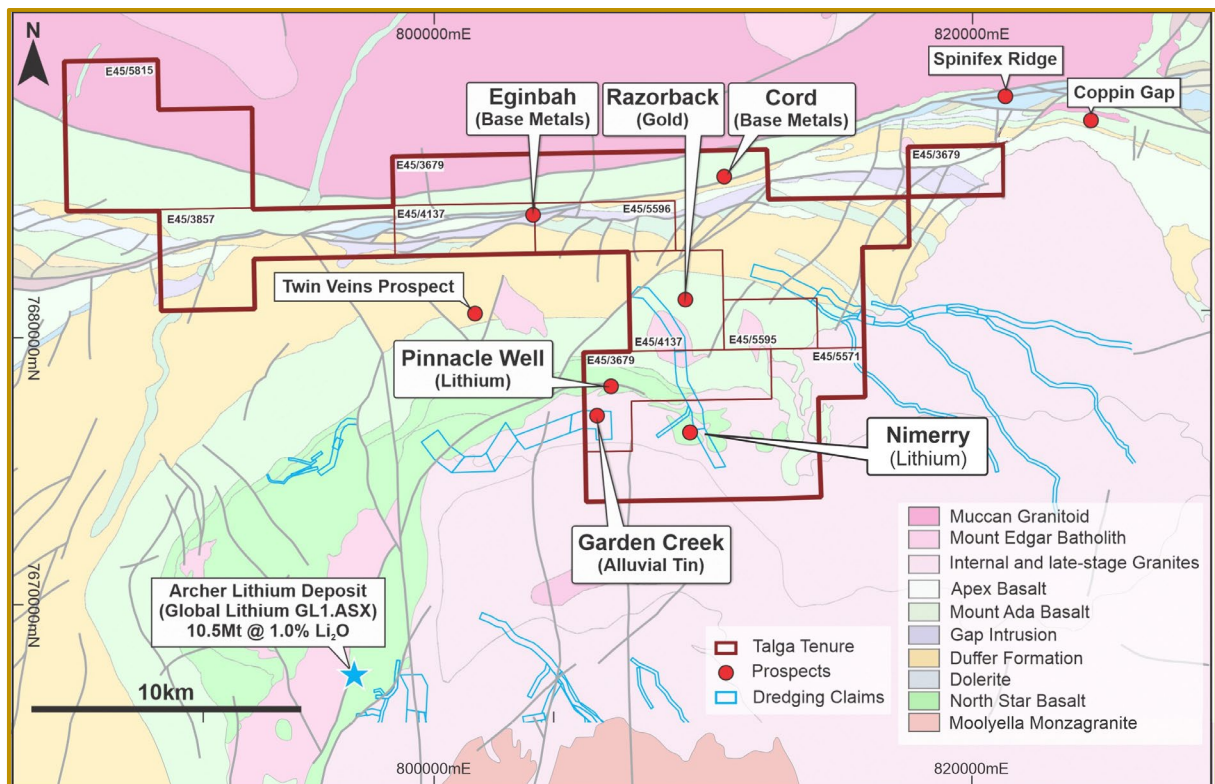 N
800000mE
820000mE
E45/5815
Spinifex Ridge
Coppin Gap
Eginbah
(Base Metals)
Razorback
(Gold)
Cord
(Base Metals)
E45/3679
E45/3679
E45/3857
E45/4137
E45/5596
Twin Veins Prospect
7680000mN
Pinnacle Well
(Lithium)
E45/3679
E45/4137
E45/5595
E45/5571
Nimerry
(Lithium)
Garden Creek
(Alluvial Tin)
7670000mN
Archer Lithium Deposit
(Global Lithium GL1.ASX)
10.5Mt @ 1.0% Li₂O
10km
Talga Tenure
Prospects
Dredging Claims
Muccan Granitoid
Mount Edgar Batholith
Internal and late-stage Granites
Apex Basalt
Mount Ada Basalt
Gap Intrusion
Duffer Formation
Dolerite
North Star Basalt
Moolyella Monzagranite
800000mE
820000mE